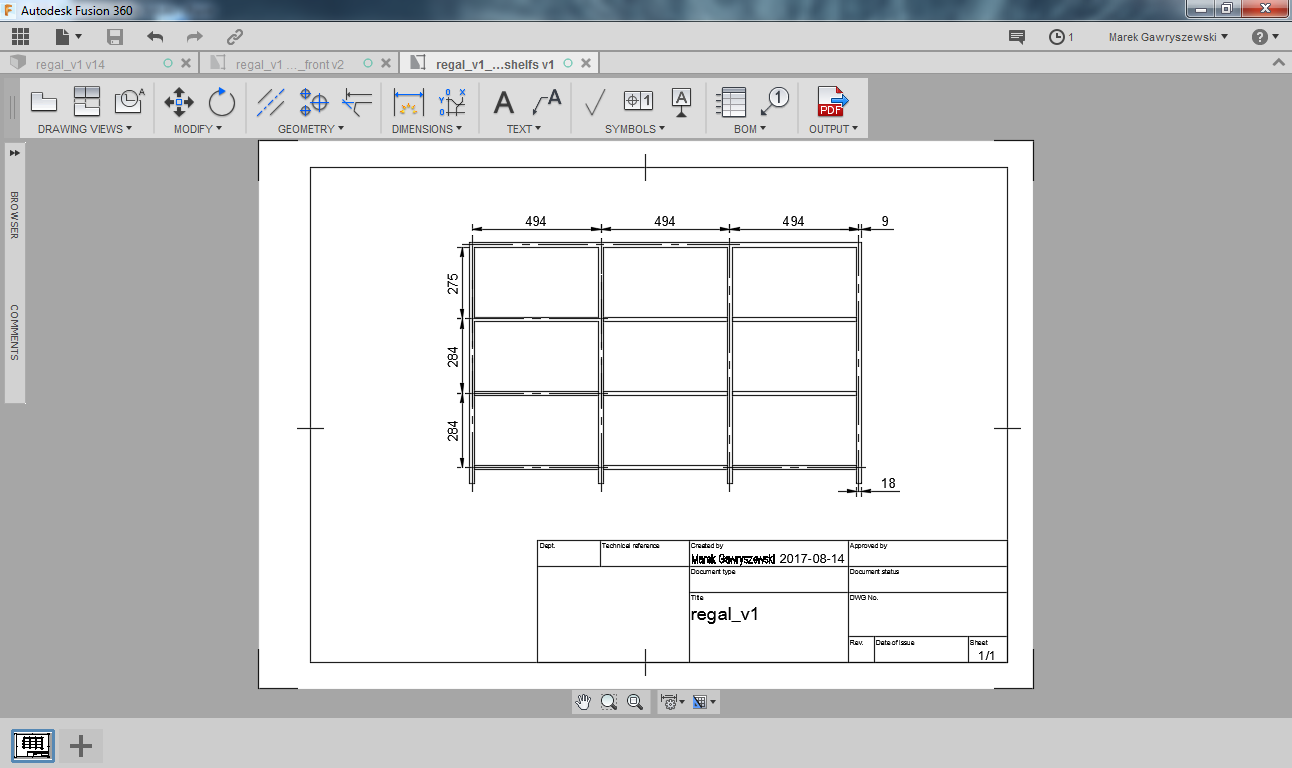 Autodesk Fusion 360
1
Marek Gawryszewski
regal_v1 v14
regal_v1 ..._front v2
regal_v1_...shelfs v1
DRAWING VIEWS
MODIFY
GEOMETRY
DIMENSIONS
TEXT
SYMBOLS
BOM
OUTPUT
PDF
BROWSER
COMMENTS
494 494 494 9
275
284
284
18
Dept. Technical reference Created by Approved by
Marek Gawryszewski 2017-08-14
Document type Document status
Title DWG No.
regal_v1
Rev. Date of issue Sheet
1/1